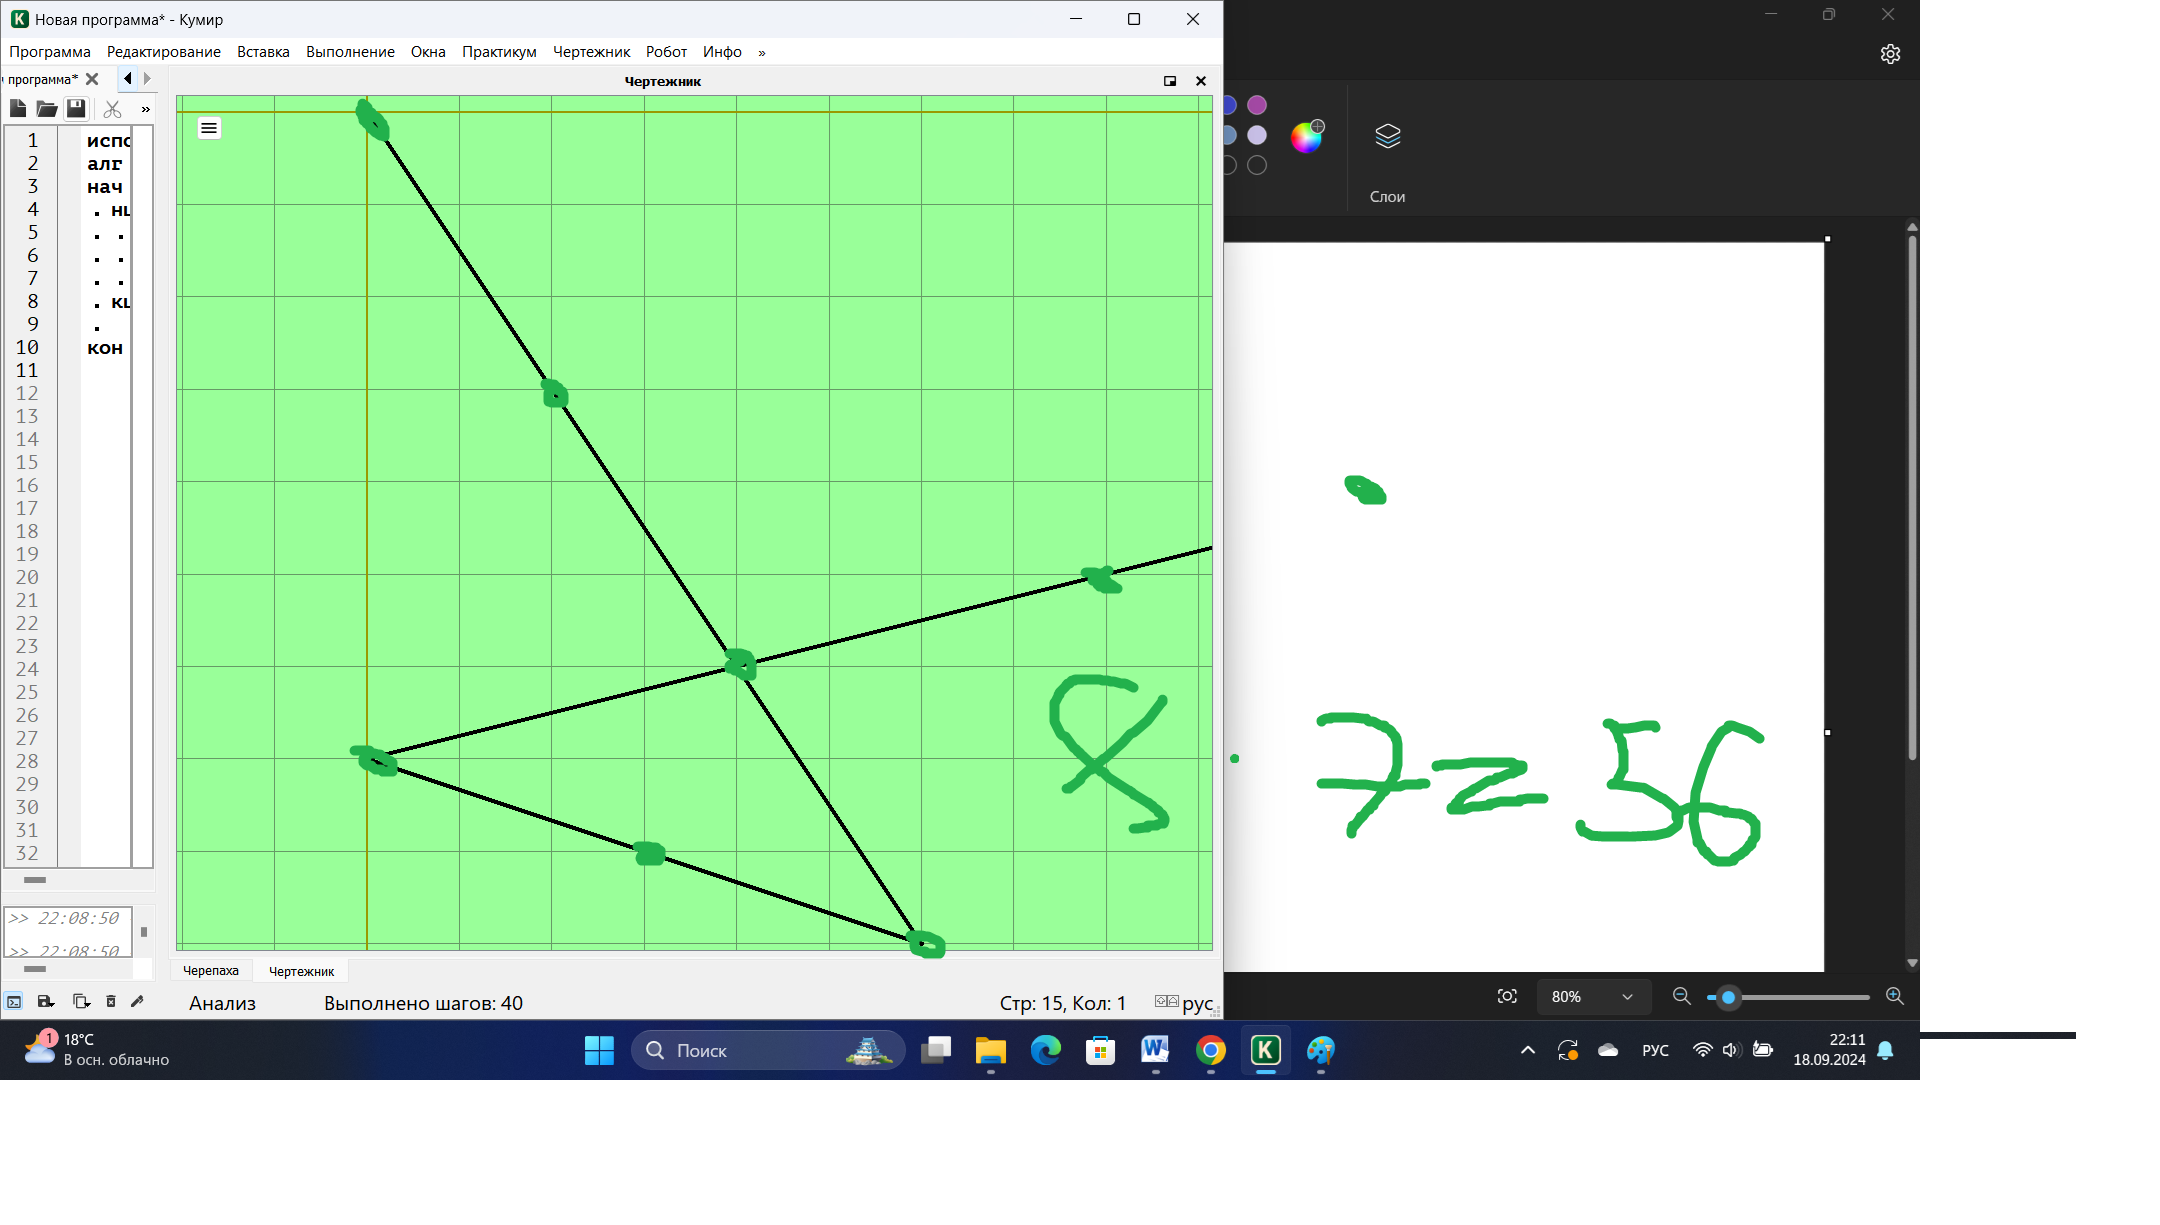 Новая программа* - Кумир
Программа Редактирование Вставка Выполнение Окна Практикум Чертежник Робот Инфо »
программа*
Чертежник
»
1 испо
2 алг
3 нач
4 . нц
5 . .
6 . .
7 . .
8 . кц
9 .
10 кон
11
12
13
14
15
16
17
18
19
20
21
22
23
24
25
26
27
28
29
30
31
32
Слои
8 · 7 = 56
>> 22:08:50
>> 22:08:50
Черепаха Чертежник
Анализ Выполнено шагов: 40 Стр: 15, Кол: 1 рус
80%
1
18°C
В осн. облачно
Поиск
РУС
22:11
18.09.2024